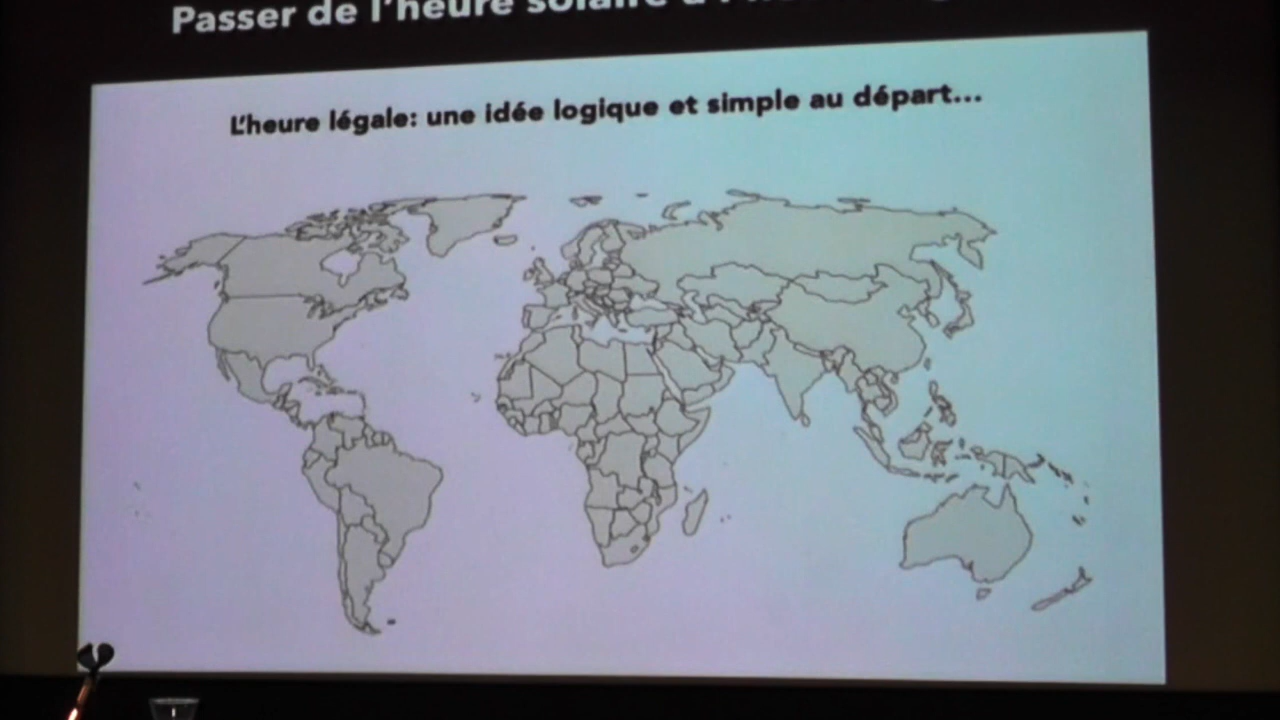 Passer de l'heure solaire à l'
L'heure légale: une idée logique et simple au départ...